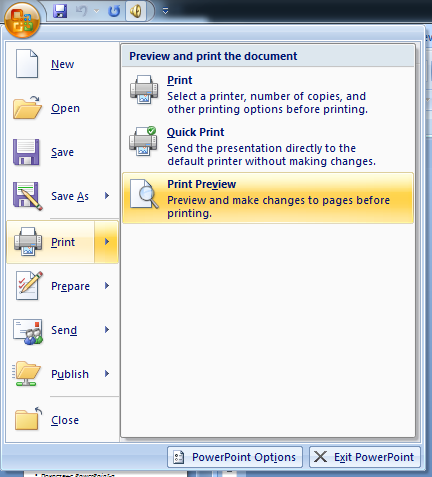 Preview and print the document
New
Open
Save
Save As
Print
Prepare
Send
Publish
Close
Print
Select a printer, number of copies, and
other printing options before printing.
Quick Print
Send the presentation directly to the
default printer without making changes.
Print Preview
Preview and make changes to pages before
printing.
PowerPoint Options
Exit PowerPoint